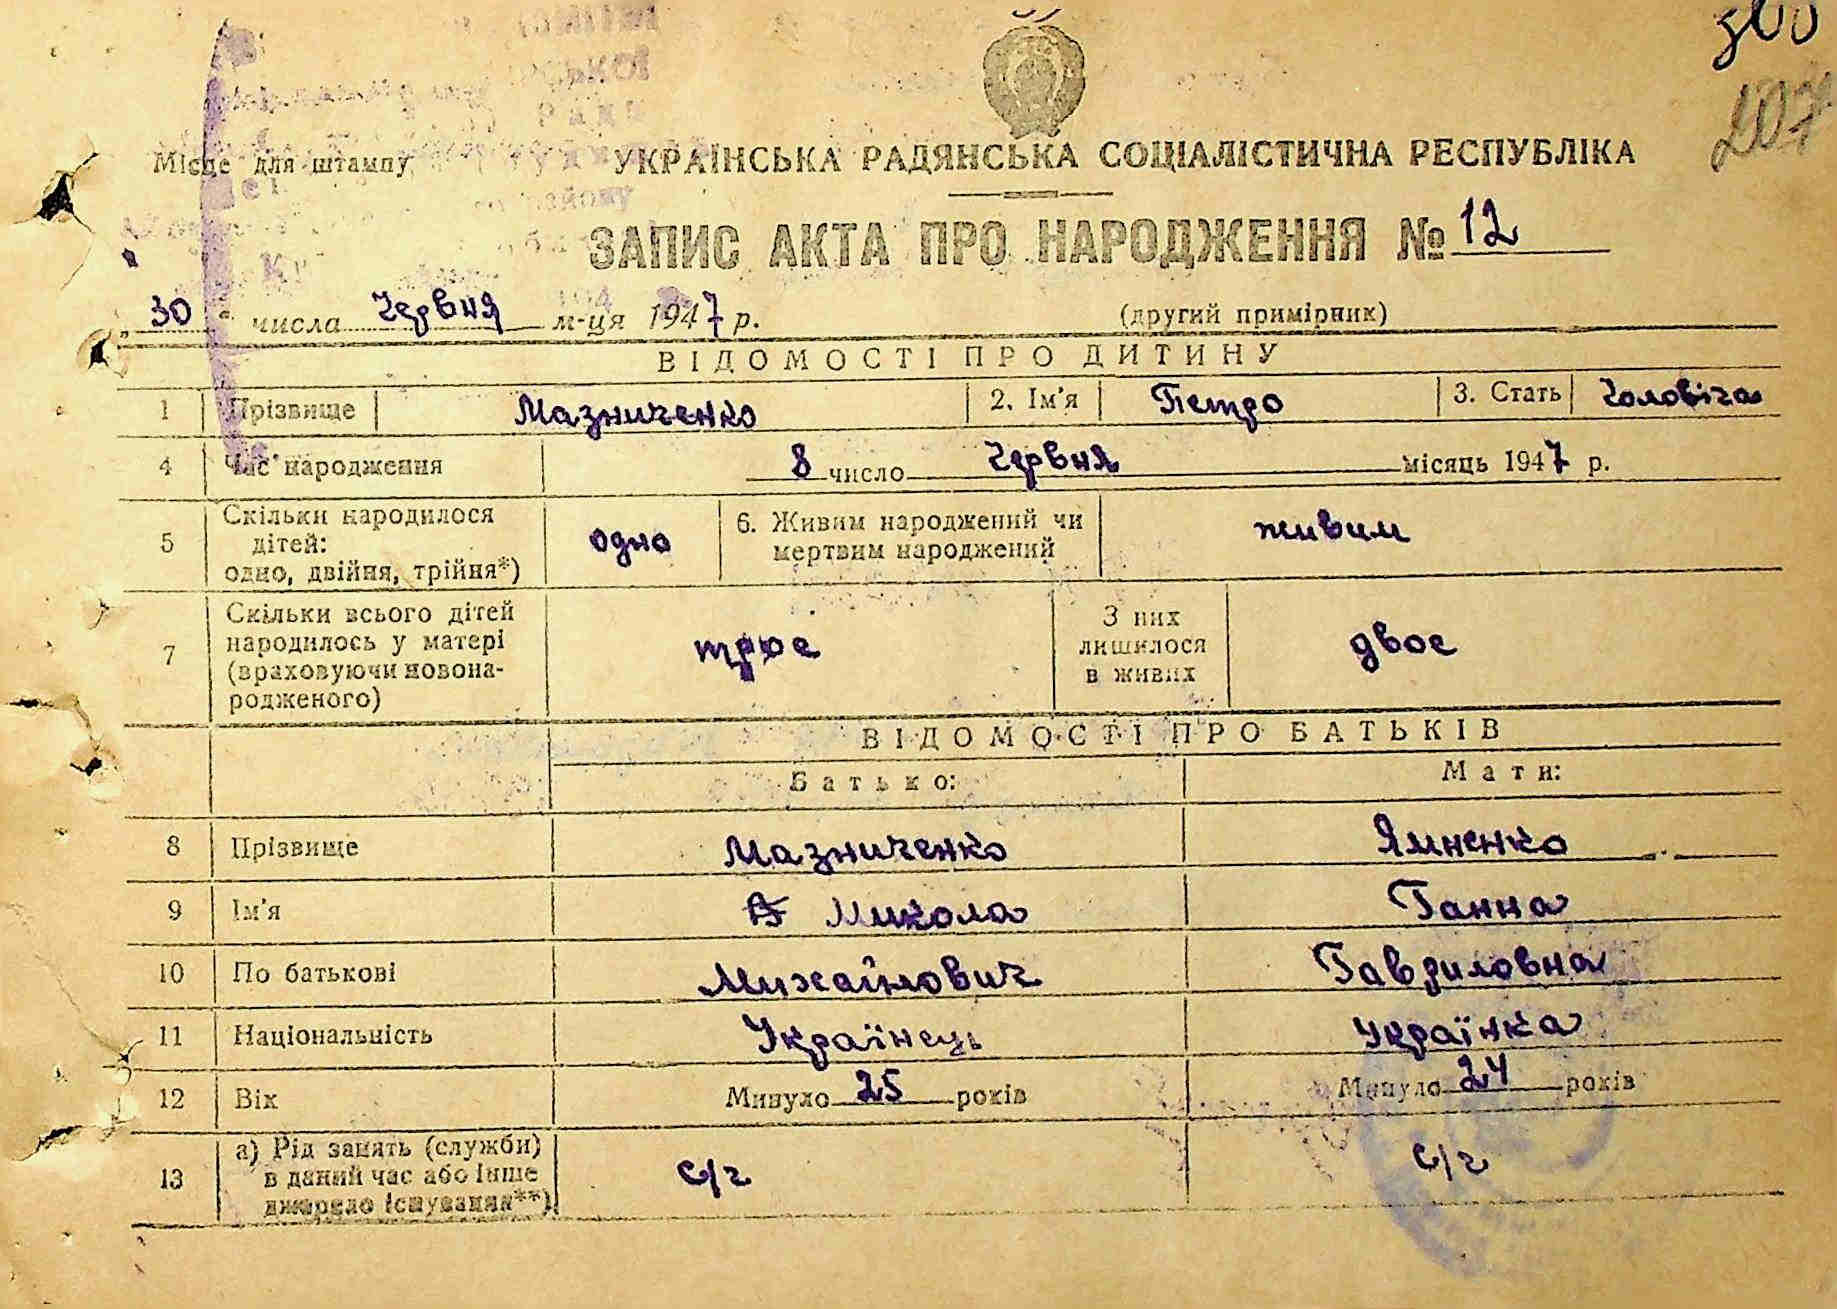 300
207
Місце для штампу
УКРАЇНСЬКА РАДЯНСЬКА СОЦІАЛІСТИЧНА РЕСПУБЛІКА
ЗАПИС АКТА ПРО НАРОДЖЕННЯ № 12
„ 30 “ числа червня м-ця 1947 р. (другий примірник)
ВІДОМОСТІ ПРО ДИТИНУ
1 Прізвище Мазниченко 2. Ім'я Петро 3. Стать чоловіча
4 Час народження 8 число червня місяць 1947 р.
5 Скільки народилося дітей: одно, двійня, трійня*) одно 6. Живим народжений чи мертвим народжений живим
7 Скільки всього дітей народилось у матері (враховуючи новонародженого) троє З них лишилося в живих двоє
ВІДОМОСТІ ПРО БАТЬКІВ
Батько: Мати:
8 Прізвище Мазниченко Ямненко
9 Ім'я Микола Ганна
10 По батькові Михайлович Гавриловна
11 Національність Українець Українка
12 Вік Минуло 25 років Минуло 24 років
13 а) Рід занять (служби) в даний час або інше джерело існування**) с/г с/г